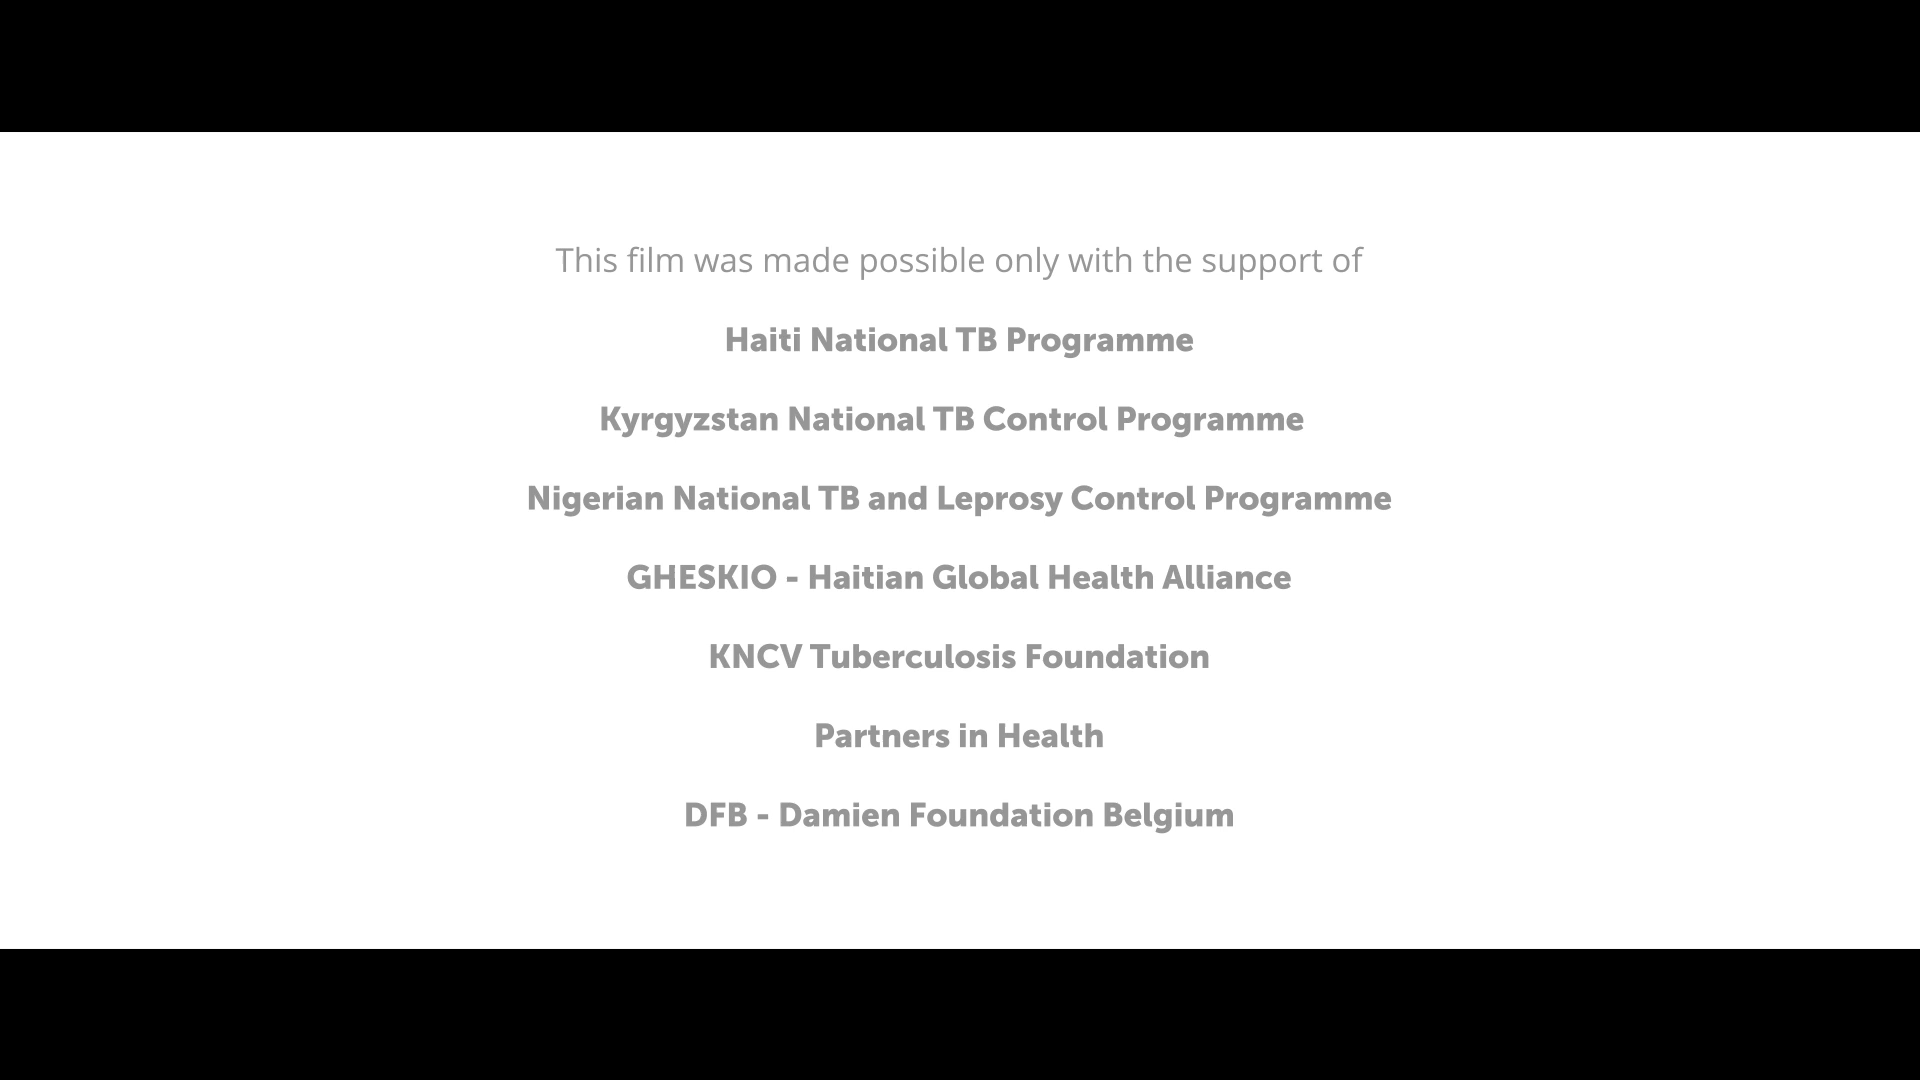 This film was made possible only with the support of
Haiti National TB Programme
Kyrgyzstan National TB Control Programme
Nigerian National TB and Leprosy Control Programme
GHESKIO - Haitian Global Health Alliance
KNCV Tuberculosis Foundation
Partners in Health
DFB - Damien Foundation Belgium